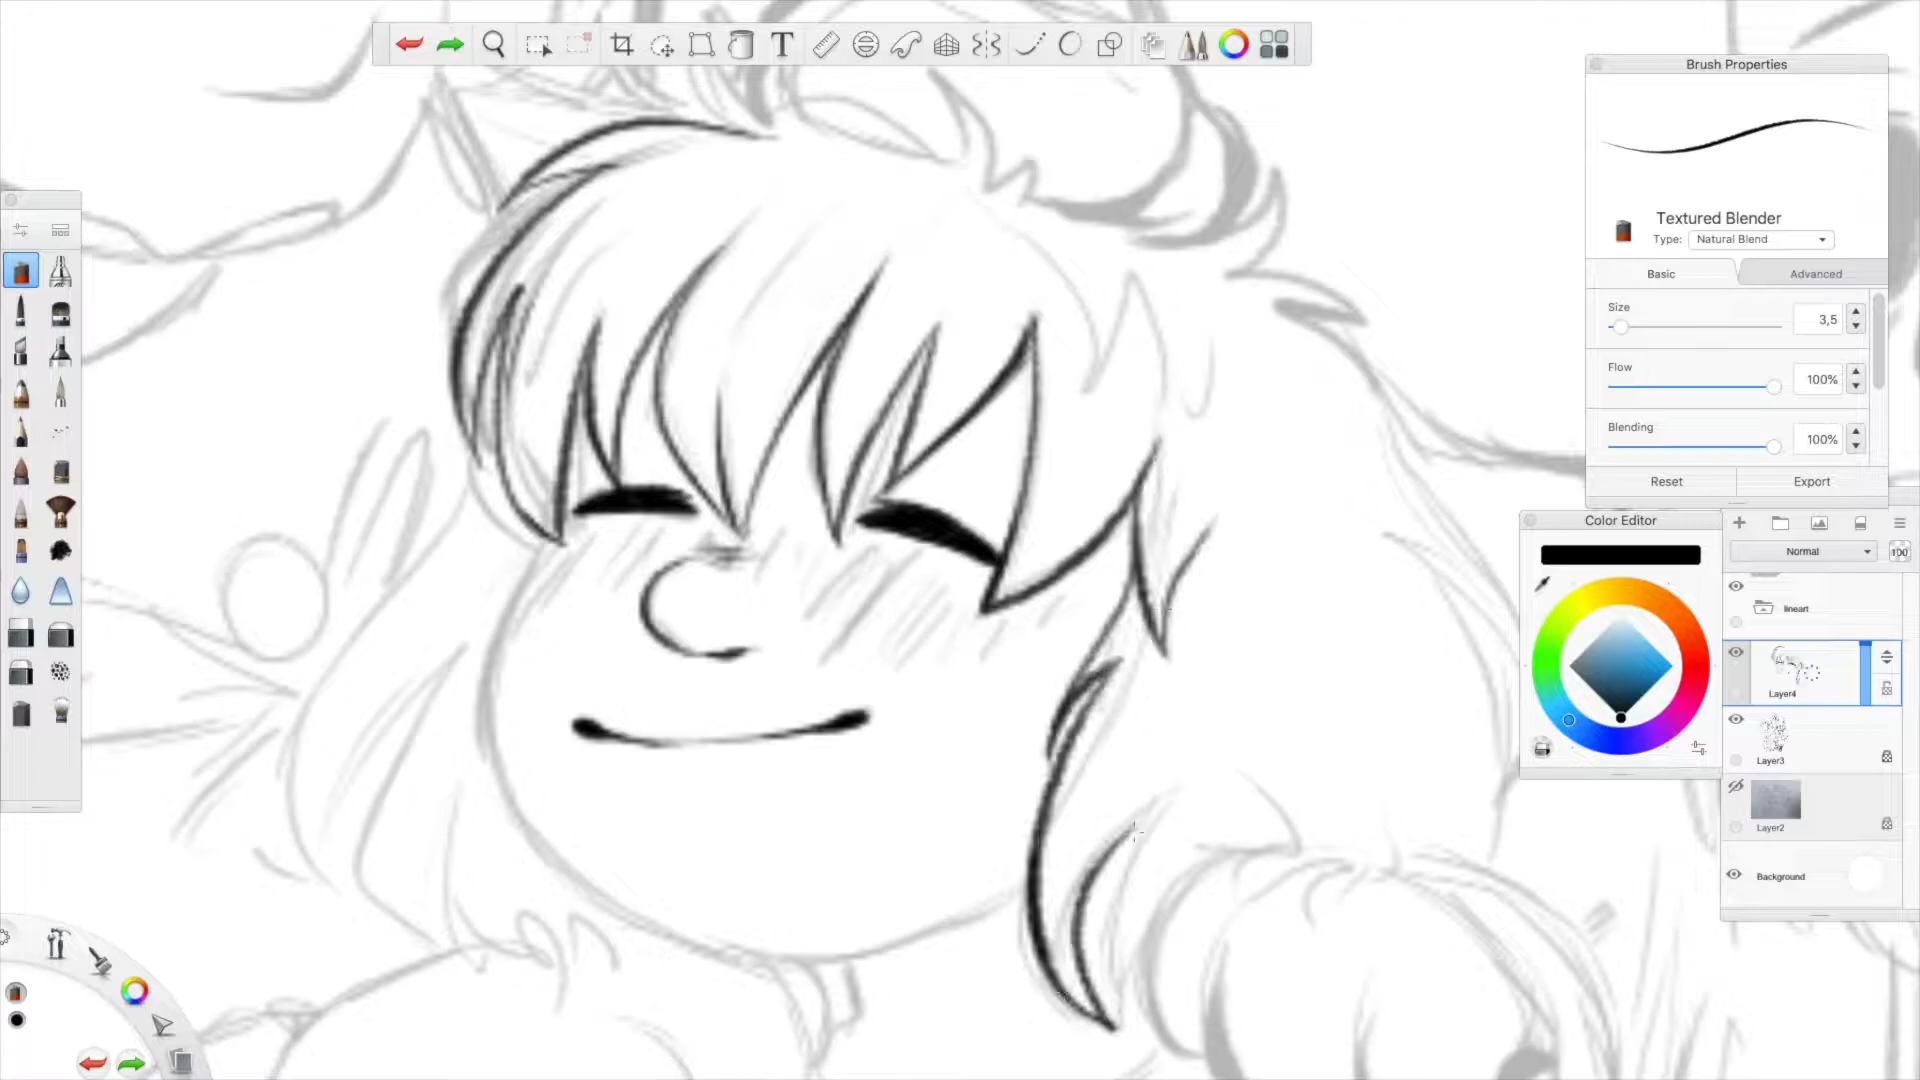 T
Brush Properties
Textured Blender
Type: Natural Blend
Basic Advanced
Size
3,5
Flow
100%
Blending
100%
Reset Export
Color Editor
Normal 100
lineart
Layer4
Layer3
Layer2
Background